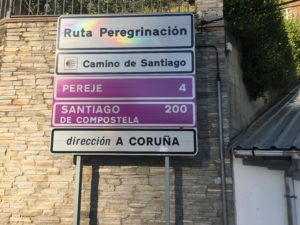 Ruta Peregrinación
Camino de Santiago
PEREJE 4
SANTIAGO 200
DE COMPOSTELA
dirección A CORUÑA